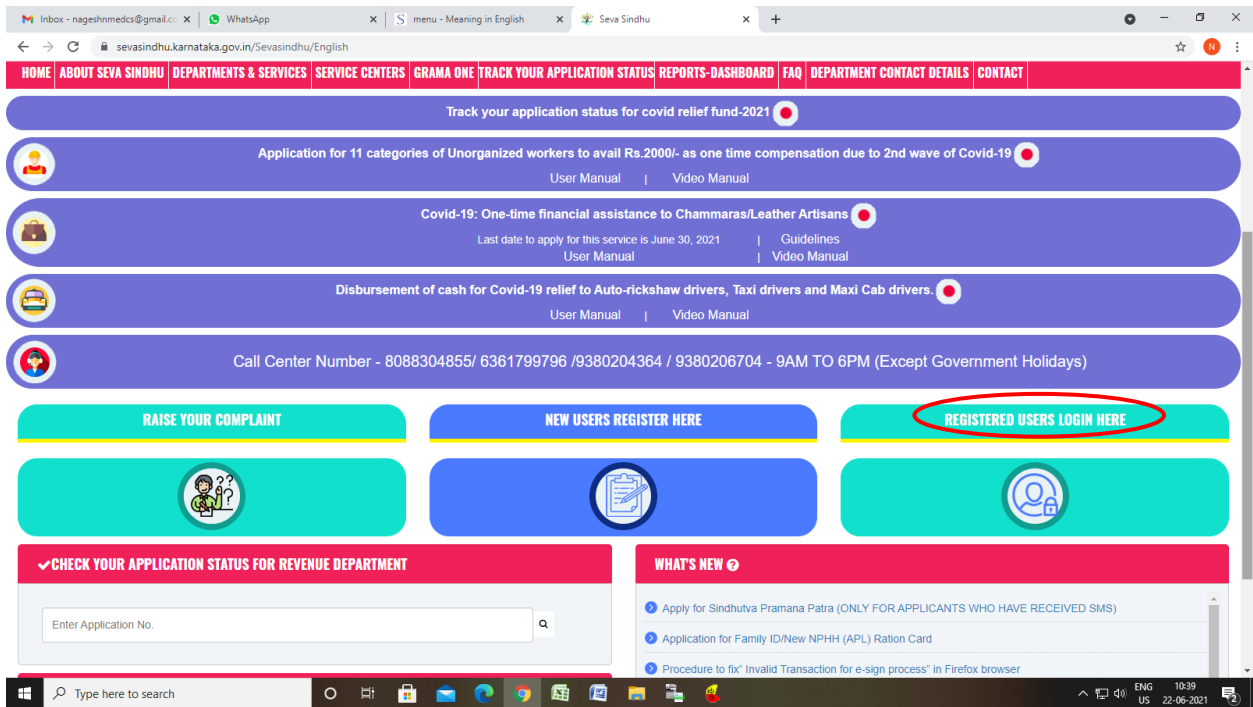 Inbox - nageshnmedcs@gmail.cc
WhatsApp
S menu - Meaning in English
Seva Sindhu
sevasindhu.karnataka.gov.in/Sevasindhu/English
N
HOME ABOUT SEVA SINDHU DEPARTMENTS & SERVICES SERVICE CENTERS GRAMA ONE TRACK YOUR APPLICATION STATUS REPORTS-DASHBOARD FAQ DEPARTMENT CONTACT DETAILS CONTACT
Track your application status for covid relief fund-2021
Application for 11 categories of Unorganized workers to avail Rs.2000/- as one time compensation due to 2nd wave of Covid-19
User Manual | Video Manual
Covid-19: One-time financial assistance to Chammaras/Leather Artisans
Last date to apply for this service is June 30, 2021 | Guidelines
User Manual | Video Manual
Disbursement of cash for Covid-19 relief to Auto-rickshaw drivers, Taxi drivers and Maxi Cab drivers.
User Manual | Video Manual
Call Center Number - 8088304855/ 6361799796 /9380204364 / 9380206704 - 9AM TO 6PM (Except Government Holidays)
RAISE YOUR COMPLAINT
NEW USERS REGISTER HERE
REGISTERED USERS LOGIN HERE
CHECK YOUR APPLICATION STATUS FOR REVENUE DEPARTMENT
Enter Application No.
WHAT'S NEW
Apply for Sindhutva Pramana Patra (ONLY FOR APPLICANTS WHO HAVE RECEIVED SMS)
Application for Family ID/New NPHH (APL) Ration Card
Procedure to fix" Invalid Transaction for e-sign process" in Firefox browser
Type here to search
ENG
US
10:39
22-06-2021
2